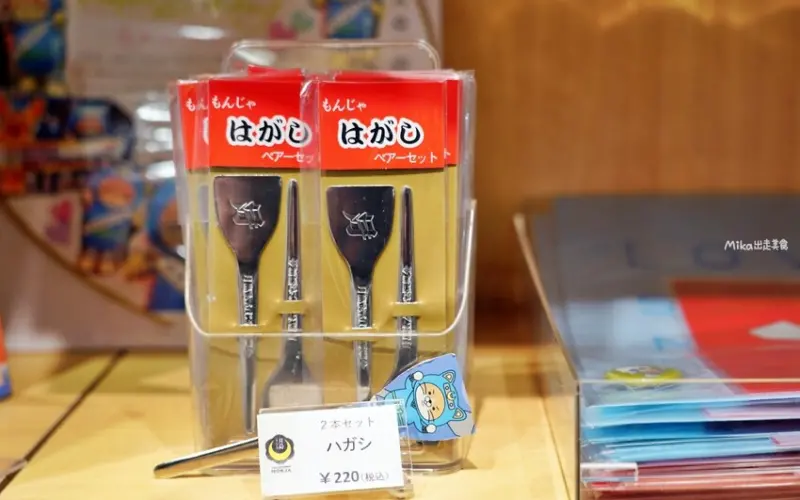 もんじゃ
はがし
ペアーセット
もんじゃ
はがし
ペアーセット
２本セット
ハガシ
￥220(税込)
Mika出走美食